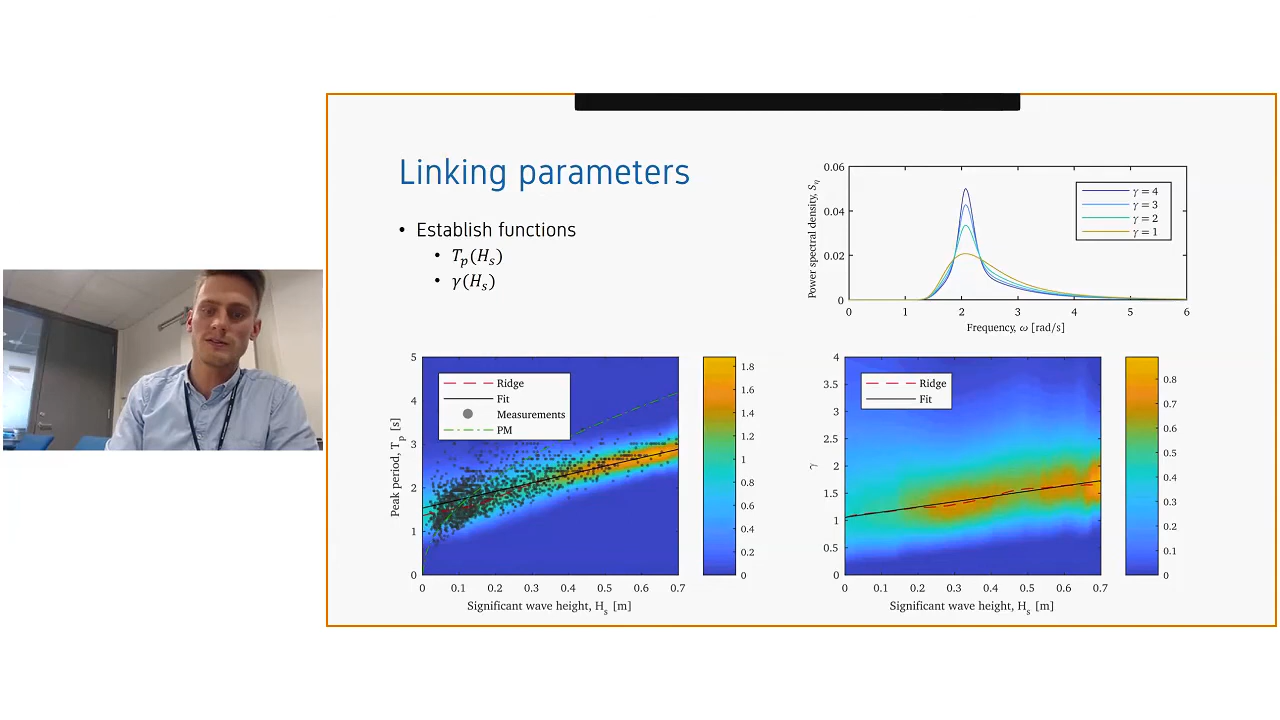 Linking parameters
• Establish functions
• T_p(H_s)
• γ(H_s)
0.06
0.04
0.02
0
Power spectral density, S_η
γ = 4
γ = 3
γ = 2
γ = 1
0 1 2 3 4 5 6
Frequency, ω [rad/s]
5
4
3
2
1
0
Peak period, T_p [s]
Ridge
Fit
Measurements
PM
0 0.1 0.2 0.3 0.4 0.5 0.6 0.7
Significant wave height, H_s [m]
1.8
1.6
1.4
1.2
1
0.8
0.6
0.4
0.2
0
4
3.5
3
2.5
2
1.5
1
0.5
0
γ
Ridge
Fit
0 0.1 0.2 0.3 0.4 0.5 0.6 0.7
Significant wave height, H_s [m]
0.8
0.7
0.6
0.5
0.4
0.3
0.2
0.1
0